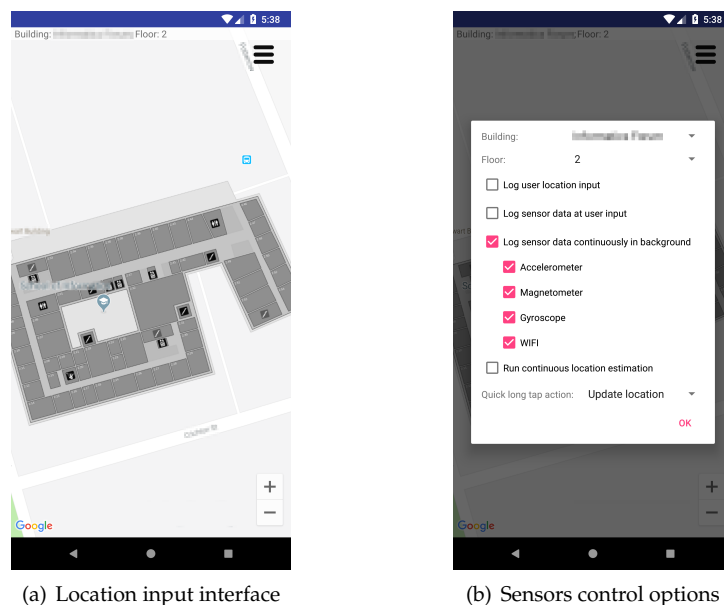 5:38
Building: Floor: 2
Google
(a) Location input interface
5:38
Building: Floor: 2
Building:
Floor: 2
Log user location input
Log sensor data at user input
Log sensor data continuously in background
Accelerometer
Magnetometer
Gyroscope
WIFI
Run continuous location estimation
Quick long tap action: Update location
OK
Google
(b) Sensors control options